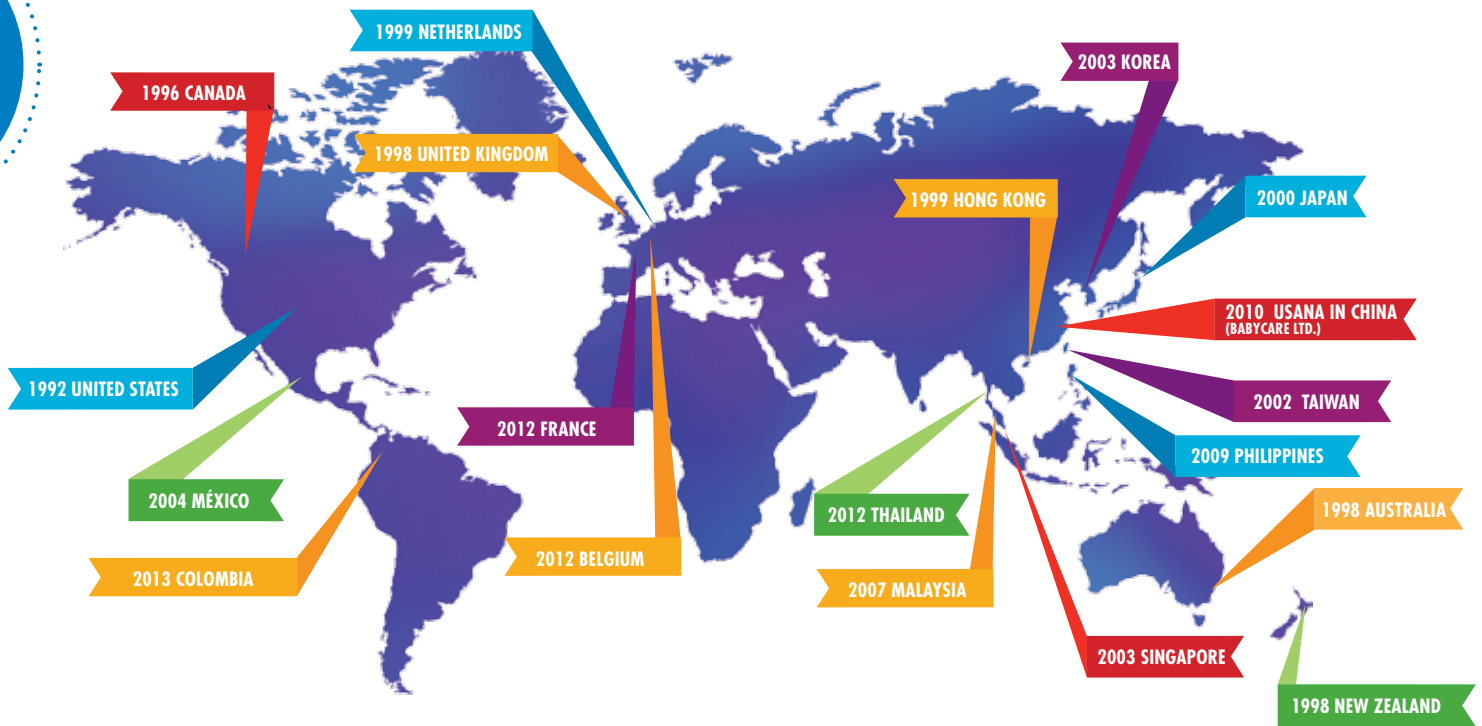 1999 NETHERLANDS
2003 KOREA
1996 CANADA
1998 UNITED KINGDOM
1999 HONG KONG
2000 JAPAN
2010 USANA IN CHINA
(BABYCARE LTD.)
1992 UNITED STATES
2012 FRANCE
2002 TAIWAN
2009 PHILIPPINES
2004 MÉXICO
2012 THAILAND
1998 AUSTRALIA
2012 BELGIUM
2013 COLOMBIA
2007 MALAYSIA
2003 SINGAPORE
1998 NEW ZEALAND